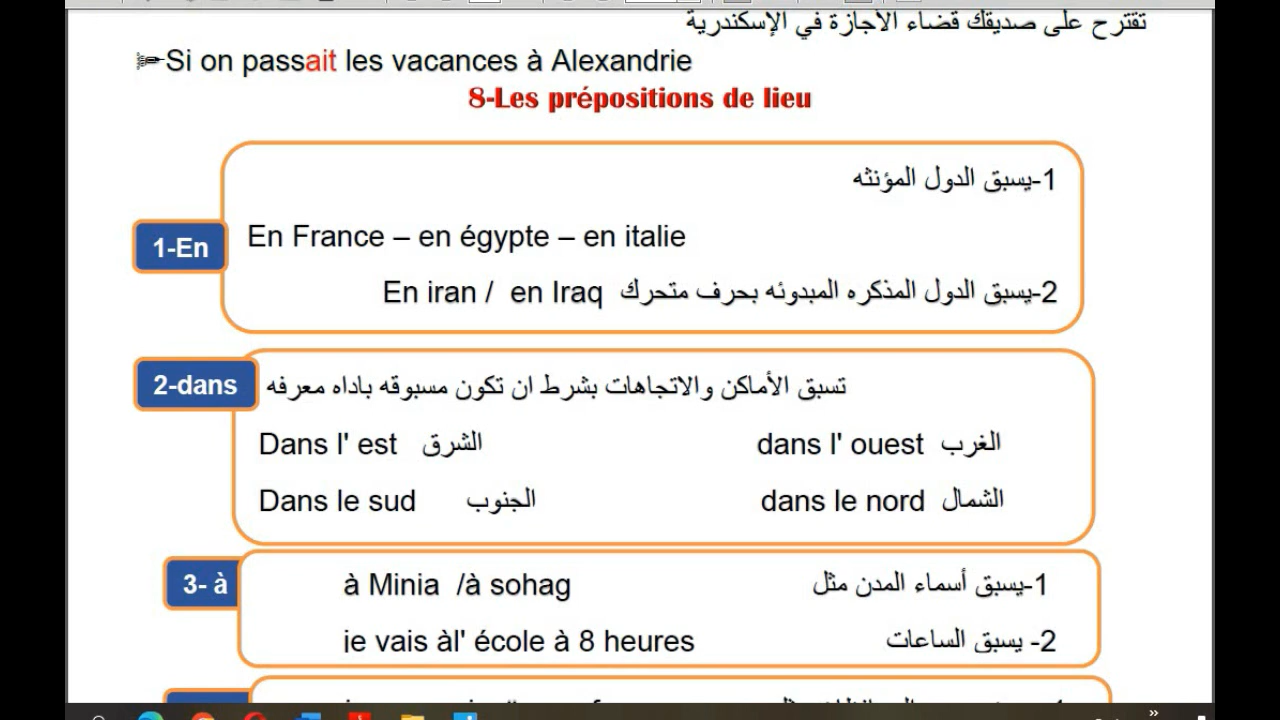 تقترح على صديقك قضاء الأجازة في الإسكندرية
Si on passait les vacances à Alexandrie
8-Les prépositions de lieu
1-يسبق الدول المؤنثه
1-En
En France – en égypte – en italie
2-يسبق الدول المذكره المبدوئه بحرف متحرك En iran / en Iraq
2-dans
تسبق الأماكن والاتجاهات بشرط ان تكون مسبوقه باداه معرفه
Dans l' est الشرق dans l' ouest الغرب
Dans le sud الجنوب dans le nord الشمال
3- à
à Minia /à sohag 1-يسبق أسماء المدن مثل
je vais àl' école à 8 heures 2- يسبق الساعات